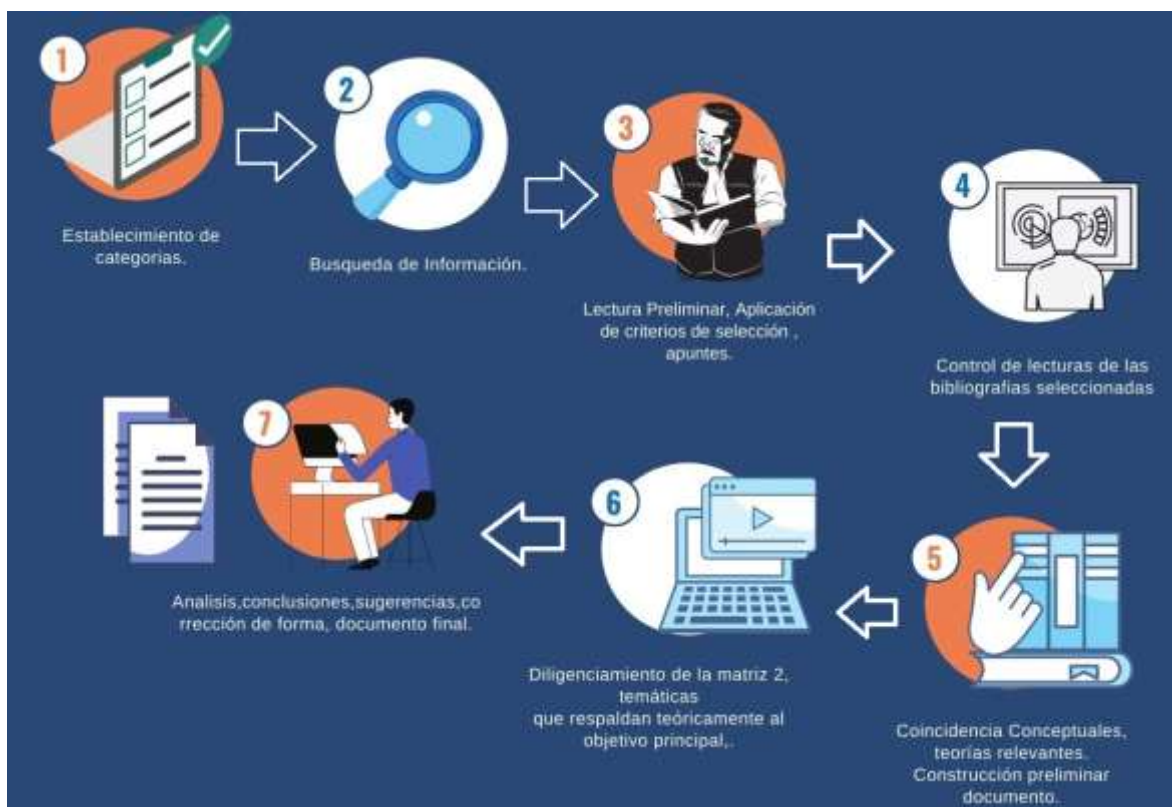 1
Establecimiento de
categorias.
2
Busqueda de Información.
3
Lectura Preliminar, Aplicación
de criterios de selección ,
apuntes.
4
Control de lecturas de las
bibliografias seleccionadas
5
Coincidencia Conceptuales,
teorías relevantes.
Construcción preliminar
documento.
6
Diligenciamiento de la matriz 2,
temáticas
que respaldan teóricamente al
objetivo principal,.
7
Analisis,conclusiones,sugerencias,co
rrección de forma, documento final.